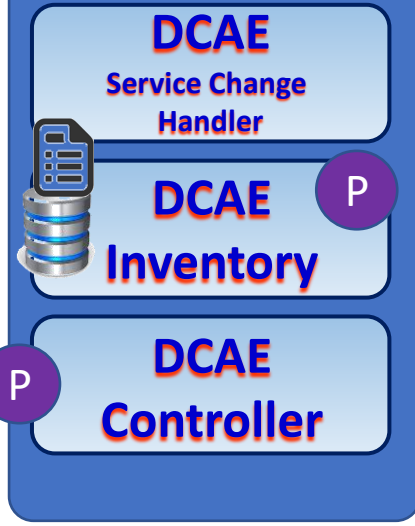 DCAE
Service Change
Handler
DCAE
Inventory
P
DCAE
Controller
P